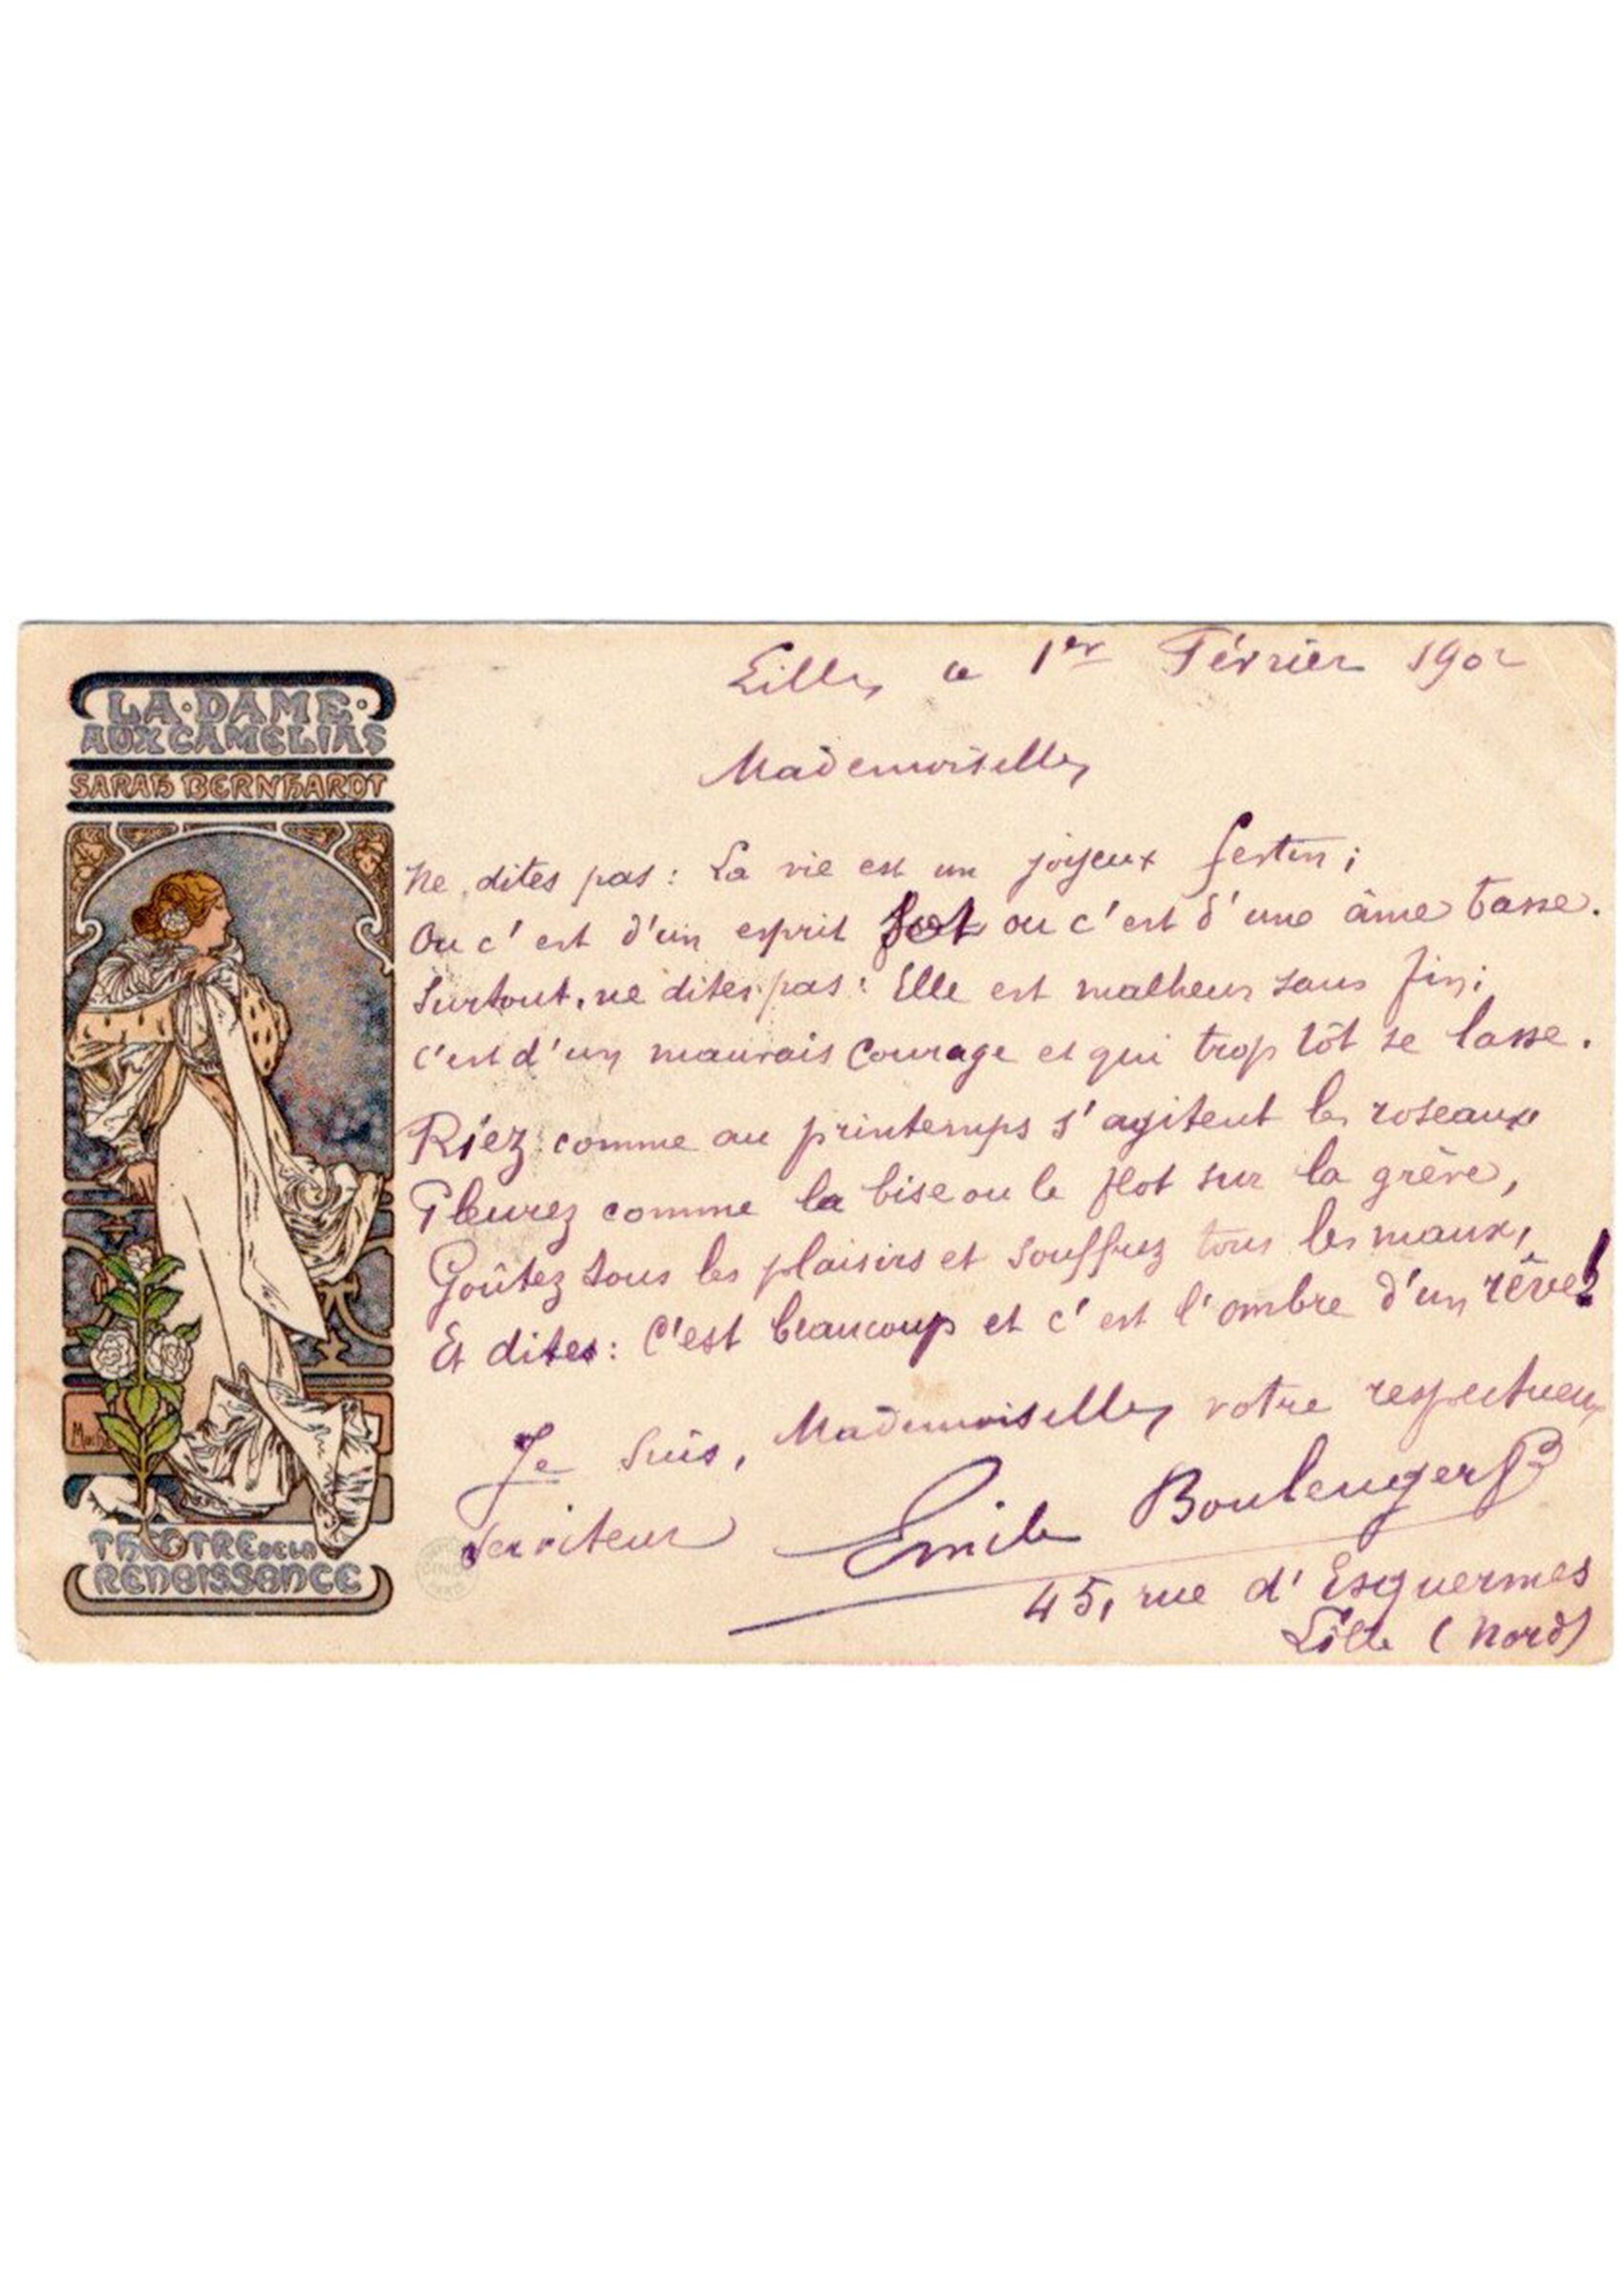 LA·DAME·
AUX CAMELIAS
SARAH BERNHARDT
Lille, le 1er Février 1902
Mademoiselle,
Ne dites pas : La vie est un joyeux festin ;
Ou c'est d'un esprit sot ou c'est d'une âme basse.
Surtout, ne dites pas : Elle est malheur sans fin ;
C'est d'un mauvais courage et qui trop tôt se lasse.
Riez comme au printemps s'agitent les roseaux
Pleurez comme la bise ou le flot sur la grève,
Goûtez tous les plaisirs et souffrez tous les maux,
Et dites : C'est beaucoup et c'est l'ombre d'un rêve!
Je suis, Mademoiselle, votre respectueux
serviteur Emile Boulenger
45, rue d'Esquermes
Lille (Nord)
THEATRE DE LA
RENAISSANCE